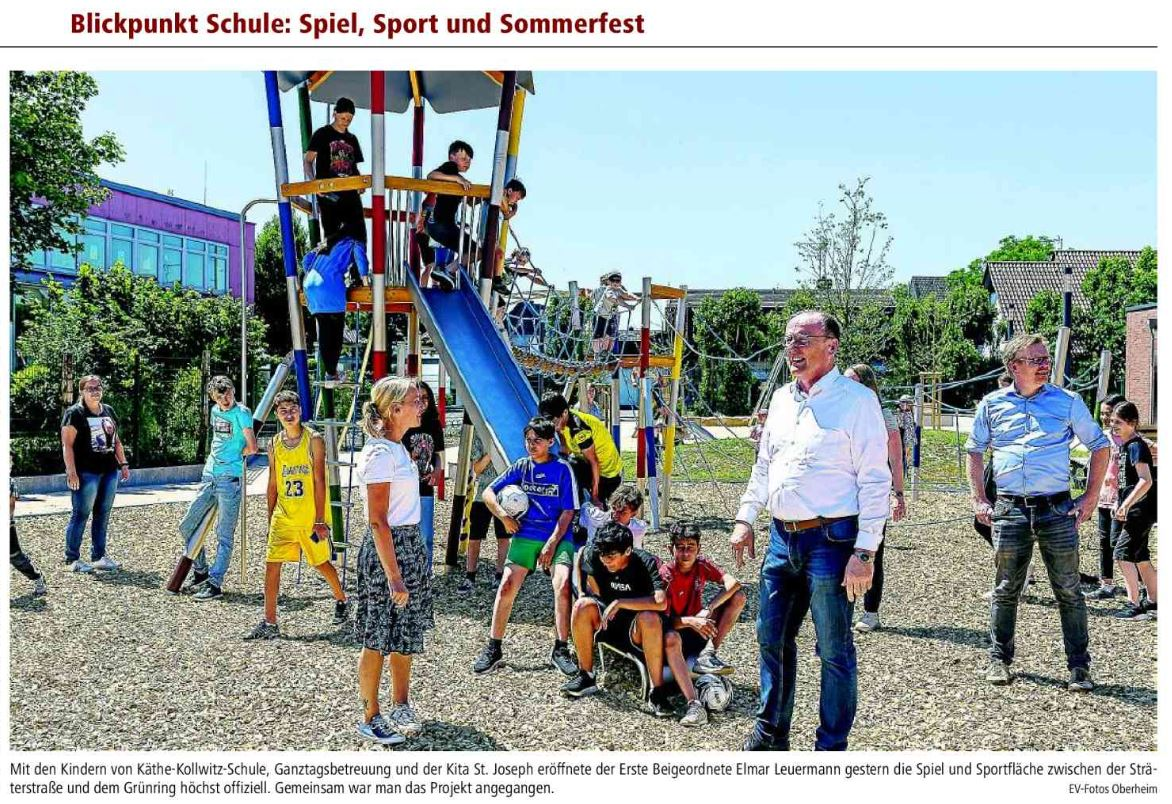 Blickpunkt Schule: Spiel, Sport und Sommerfest
23
NASA
Mit den Kindern von Käthe-Kollwitz-Schule, Ganztagsbetreuung und der Kita St. Joseph eröffnete der Erste Beigeordnete Elmar Leuermann gestern die Spiel und Sportfläche zwischen der Strä-
terstraße und dem Grünring höchst offiziell. Gemeinsam war man das Projekt angegangen.
EV-Fotos Oberheim